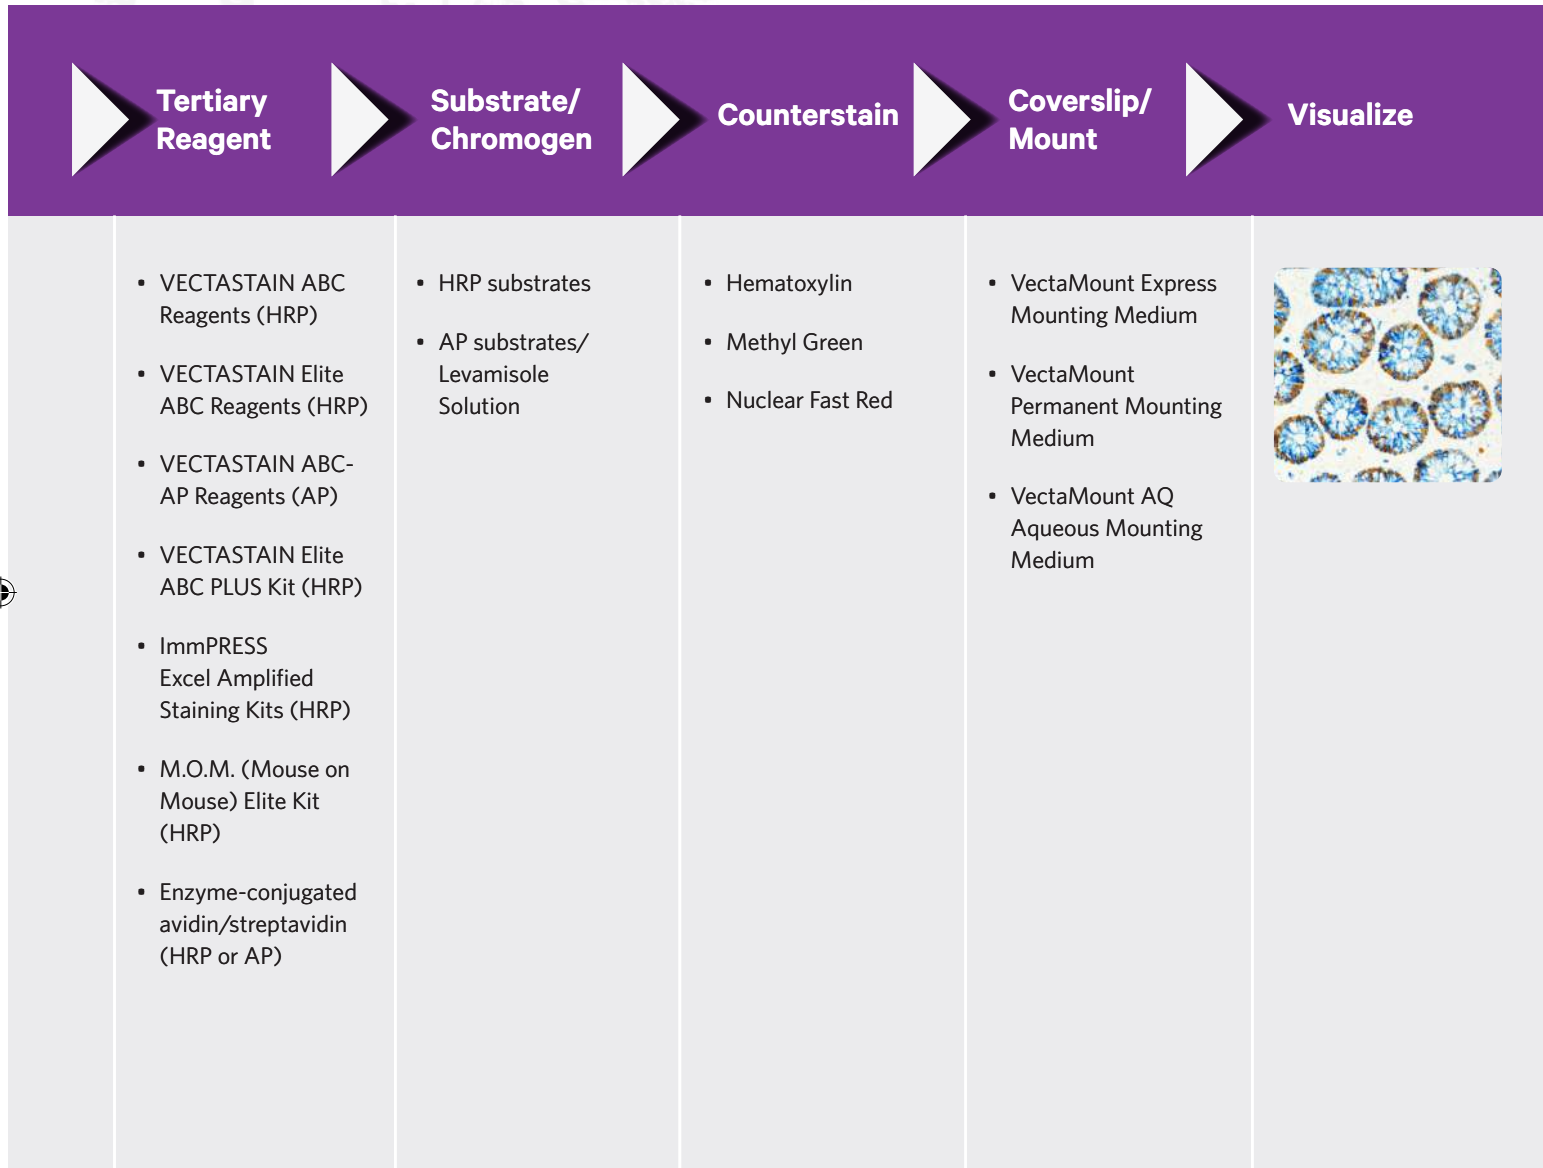 Tertiary
Reagent
Substrate/
Chromogen
Counterstain
Coverslip/
Mount
Visualize
• VECTASTAIN ABC
Reagents (HRP)
• VECTASTAIN Elite
ABC Reagents (HRP)
• VECTASTAIN ABC-
AP Reagents (AP)
• VECTASTAIN Elite
ABC PLUS Kit (HRP)
• ImmPRESS
Excel Amplified
Staining Kits (HRP)
• M.O.M. (Mouse on
Mouse) Elite Kit
(HRP)
• Enzyme-conjugated
avidin/streptavidin
(HRP or AP)
• HRP substrates
• AP substrates/
Levamisole
Solution
• Hematoxylin
• Methyl Green
• Nuclear Fast Red
• VectaMount Express
Mounting Medium
• VectaMount
Permanent Mounting
Medium
• VectaMount AQ
Aqueous Mounting
Medium